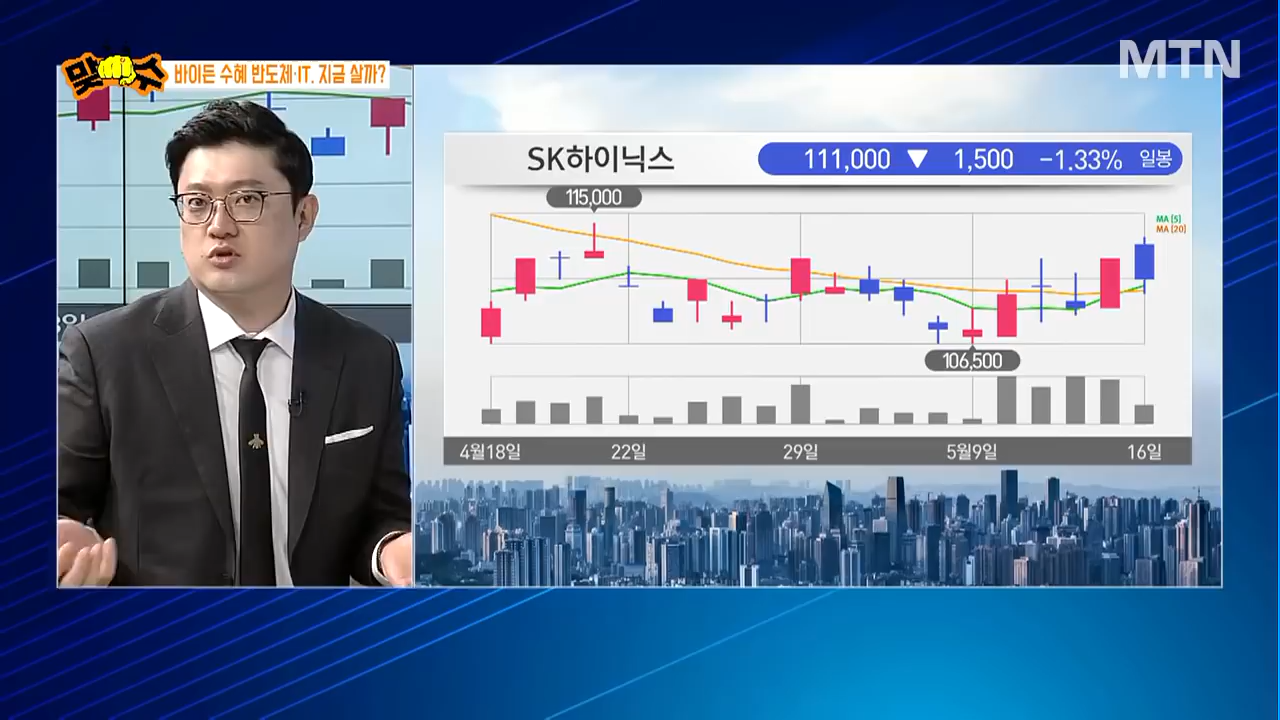 MTN
맞수
바이든 수혜 반도체·IT. 지금 살까?
SK하이닉스
111,000 ▼ 1,500 -1.33% 일봉
115,000
MA [5]
MA [20]
106,500
4월18일 22일 29일 5월9일 16일